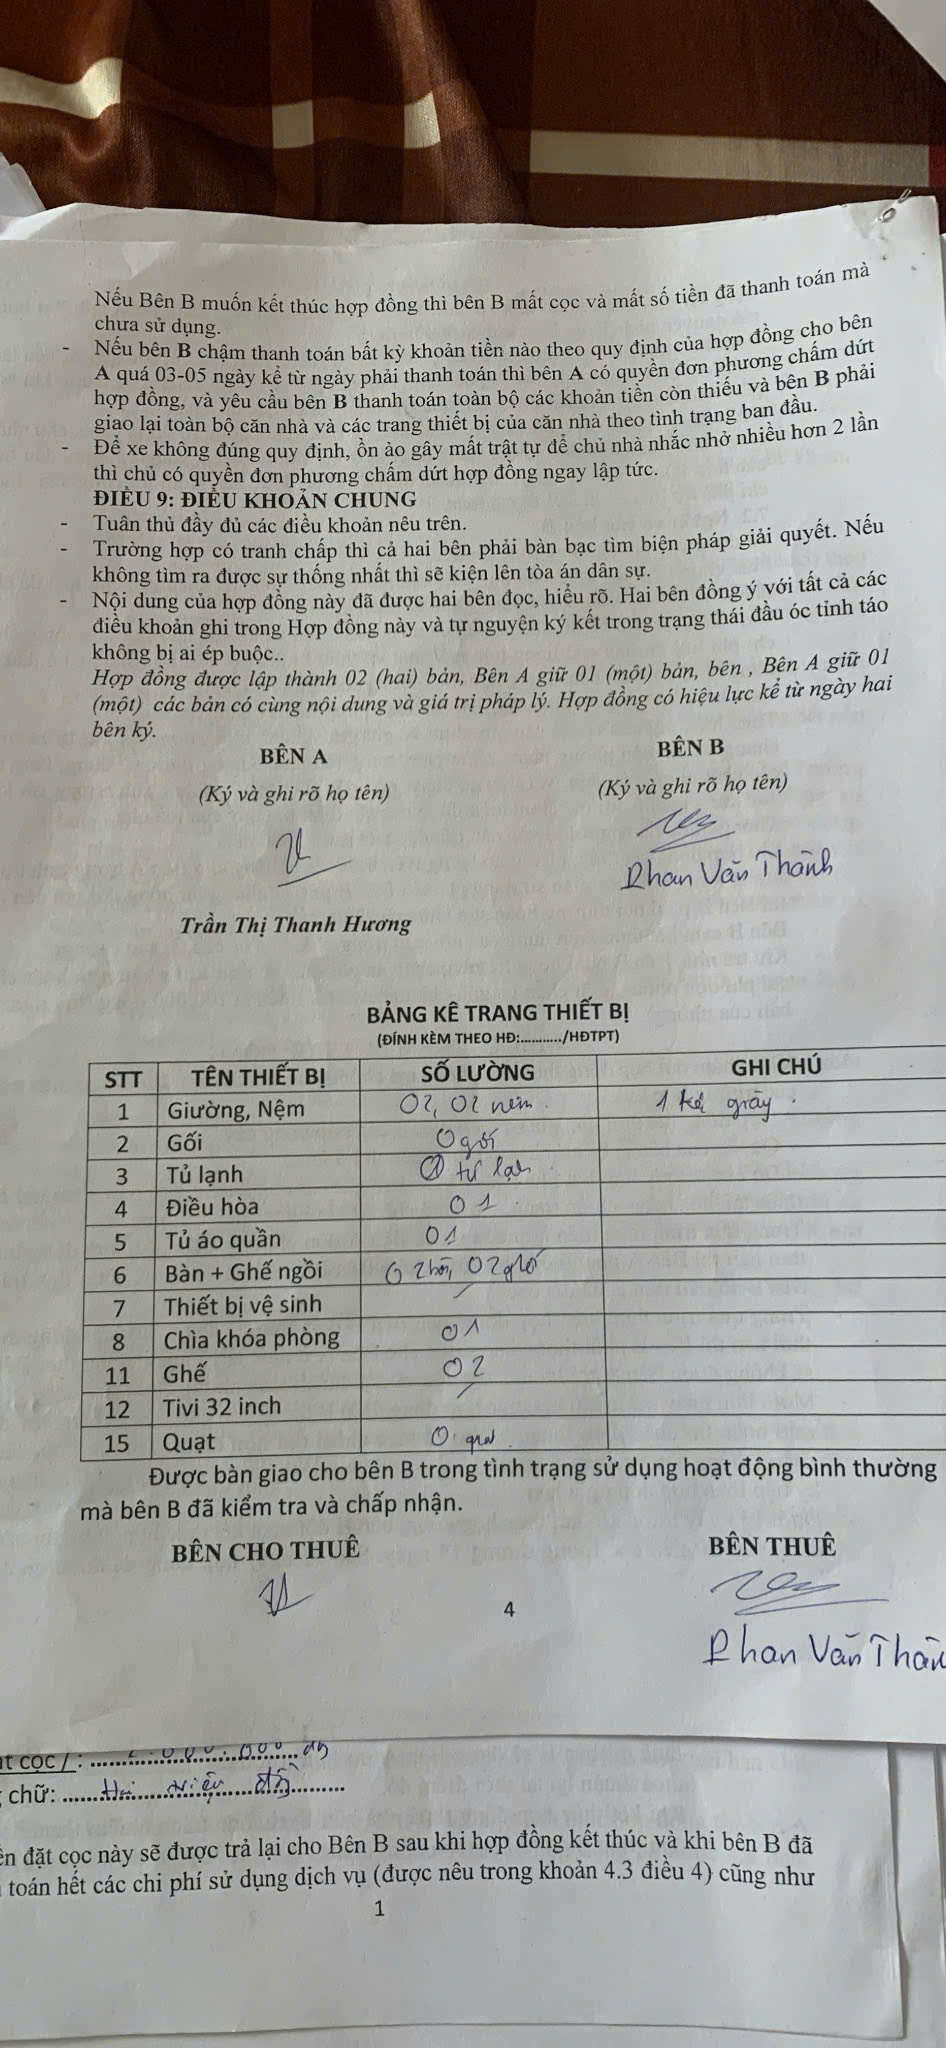 Nếu Bên B muốn kết thúc hợp đồng thì bên B mất cọc và mất số tiền đã thanh toán mà
chưa sử dụng.
- Nếu bên B chậm thanh toán bất kỳ khoản tiền nào theo quy định của hợp đồng cho bên
A quá 03-05 ngày kể từ ngày phải thanh toán thì bên A có quyền đơn phương chấm dứt
hợp đồng, và yêu cầu bên B thanh toán toàn bộ các khoản tiền còn thiếu và bên B phải
giao lại toàn bộ căn nhà và các trang thiết bị của căn nhà theo tình trạng ban đầu.
- Để xe không đúng quy định, ồn ào gây mất trật tự để chủ nhà nhắc nhở nhiều hơn 2 lần
thì chủ có quyền đơn phương chấm dứt hợp đồng ngay lập tức.
ĐIỀU 9: ĐIỀU KHOẢN CHUNG
- Tuân thủ đầy đủ các điều khoản nêu trên.
- Trường hợp có tranh chấp thì cả hai bên phải bàn bạc tìm biện pháp giải quyết. Nếu
không tìm ra được sự thống nhất thì sẽ kiện lên tòa án dân sự.
- Nội dung của hợp đồng này đã được hai bên đọc, hiểu rõ. Hai bên đồng ý với tất cả các
điều khoản ghi trong Hợp đồng này và tự nguyện ký kết trong trạng thái đầu óc tỉnh táo
không bị ai ép buộc..
Hợp đồng được lập thành 02 (hai) bản, Bên A giữ 01 (một) bản, bên , Bên A giữ 01
(một) các bản có cùng nội dung và giá trị pháp lý. Hợp đồng có hiệu lực kể từ ngày hai
bên ký.
BÊN A BÊN B
(Ký và ghi rõ họ tên) (Ký và ghi rõ họ tên)
Phan Văn Thành
Trần Thị Thanh Hương
BẢNG KÊ TRANG THIẾT BỊ
(ĐÍNH KÈM THEO HĐ:........../HĐTPT)
STT TÊN THIẾT BỊ SỐ LƯỜNG GHI CHÚ
1 Giường, Nệm 02, 02 nệm 1 kệ giày
2 Gối 0 gối
3 Tủ lạnh tủ lạnh
4 Điều hòa 01
5 Tủ áo quần 01
6 Bàn + Ghế ngồi 02 bàn, 02 ghế
7 Thiết bị vệ sinh /
8 Chìa khóa phòng 01
11 Ghế 02
12 Tivi 32 inch /
15 Quạt 0 quạt
Được bàn giao cho bên B trong tình trạng sử dụng hoạt động bình thường
mà bên B đã kiểm tra và chấp nhận.
BÊN CHO THUÊ BÊN THUÊ
4
Phan Văn Thàn
t cọc / : 2.000.000 đ
chữ: Hai triệu đồng
ền đặt cọc này sẽ được trả lại cho Bên B sau khi hợp đồng kết thúc và khi bên B đã
toán hết các chi phí sử dụng dịch vụ (được nêu trong khoản 4.3 điều 4) cũng như
1